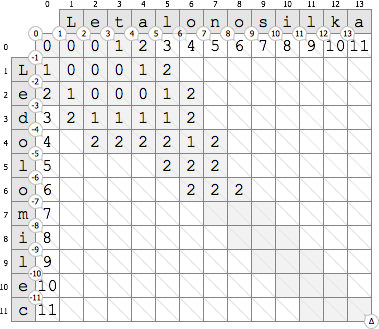 0 1 2 3 4 5 6 7 8 9 10 11 12 13
L e t a l o n o s i l k a
0 1 2 3 4 5 6 7 8 9 10 11 12 13
0 0 0 0 1 2 3 4 5 6 7 8 9 10 11
-1
1 L 1 0 0 0 1 2
-2
2 e 2 1 0 0 0 1 2
-3
3 d 3 2 1 1 1 1 2
-4
4 o 4 2 2 2 2 1 2
-5
5 l 5 2 2 2
-6
6 o 6 2 2 2
-7
7 m 7
-8
8 i 8
-9
9 l 9
-10
10 e 10
-11
11 c 11
Δ